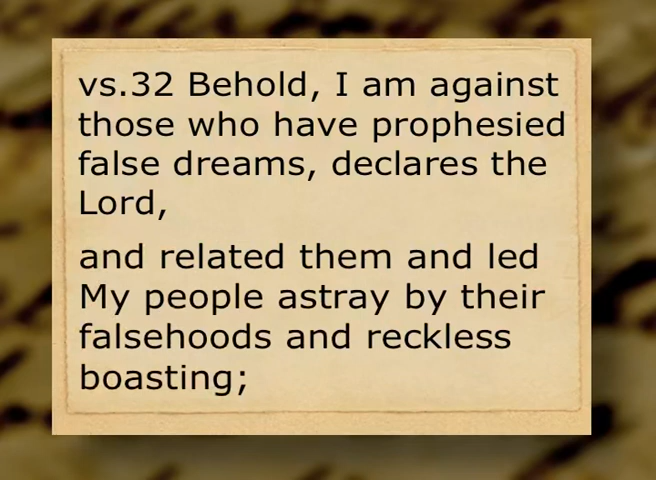 vs.32 Behold, I am against
those who have prophesied
false dreams, declares the
Lord,
and related them and led
My people astray by their
falsehoods and reckless
boasting;